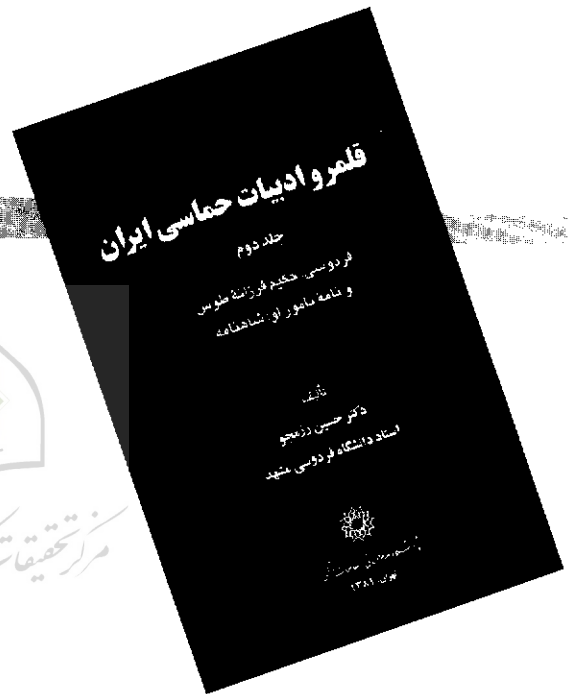 قلمرو ادبیات حماسی ایران
جلد دوم
فردوسی، حکیم فرزانهٔ طوس
و نامهٔ نامور او: شاهنامه
تألیف
دکتر حسین رزمجو
استاد دانشگاه فردوسی مشهد
تهران، ۱۳۸۱
مرکز تحقیقات